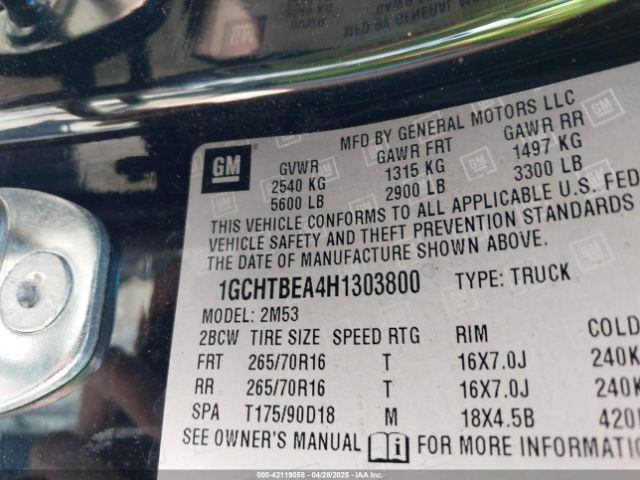 MFD BY GENERAL MOTORS LLC
GM
GVWR GAWR FRT GAWR RR
2540 KG 1315 KG 1497 KG
5600 LB 2900 LB 3300 LB
THIS VEHICLE CONFORMS TO ALL APPLICABLE U.S. FED
VEHICLE SAFETY AND THEFT PREVENTION STANDARDS
DATE OF MANUFACTURE SHOWN ABOVE.
1GCHTBEA4H1303800 TYPE: TRUCK
MODEL: 2M53
2BCW TIRE SIZE SPEED RTG RIM COLD
FRT 265/70R16 T 16X7.0J 240K
RR 265/70R16 T 16X7.0J 240K
SPA T175/90D18 M 18X4.5B 420
SEE OWNER'S MANUAL FOR MORE INFORMATION
000-42119058 - 04/28/2025 - IAAI.COM